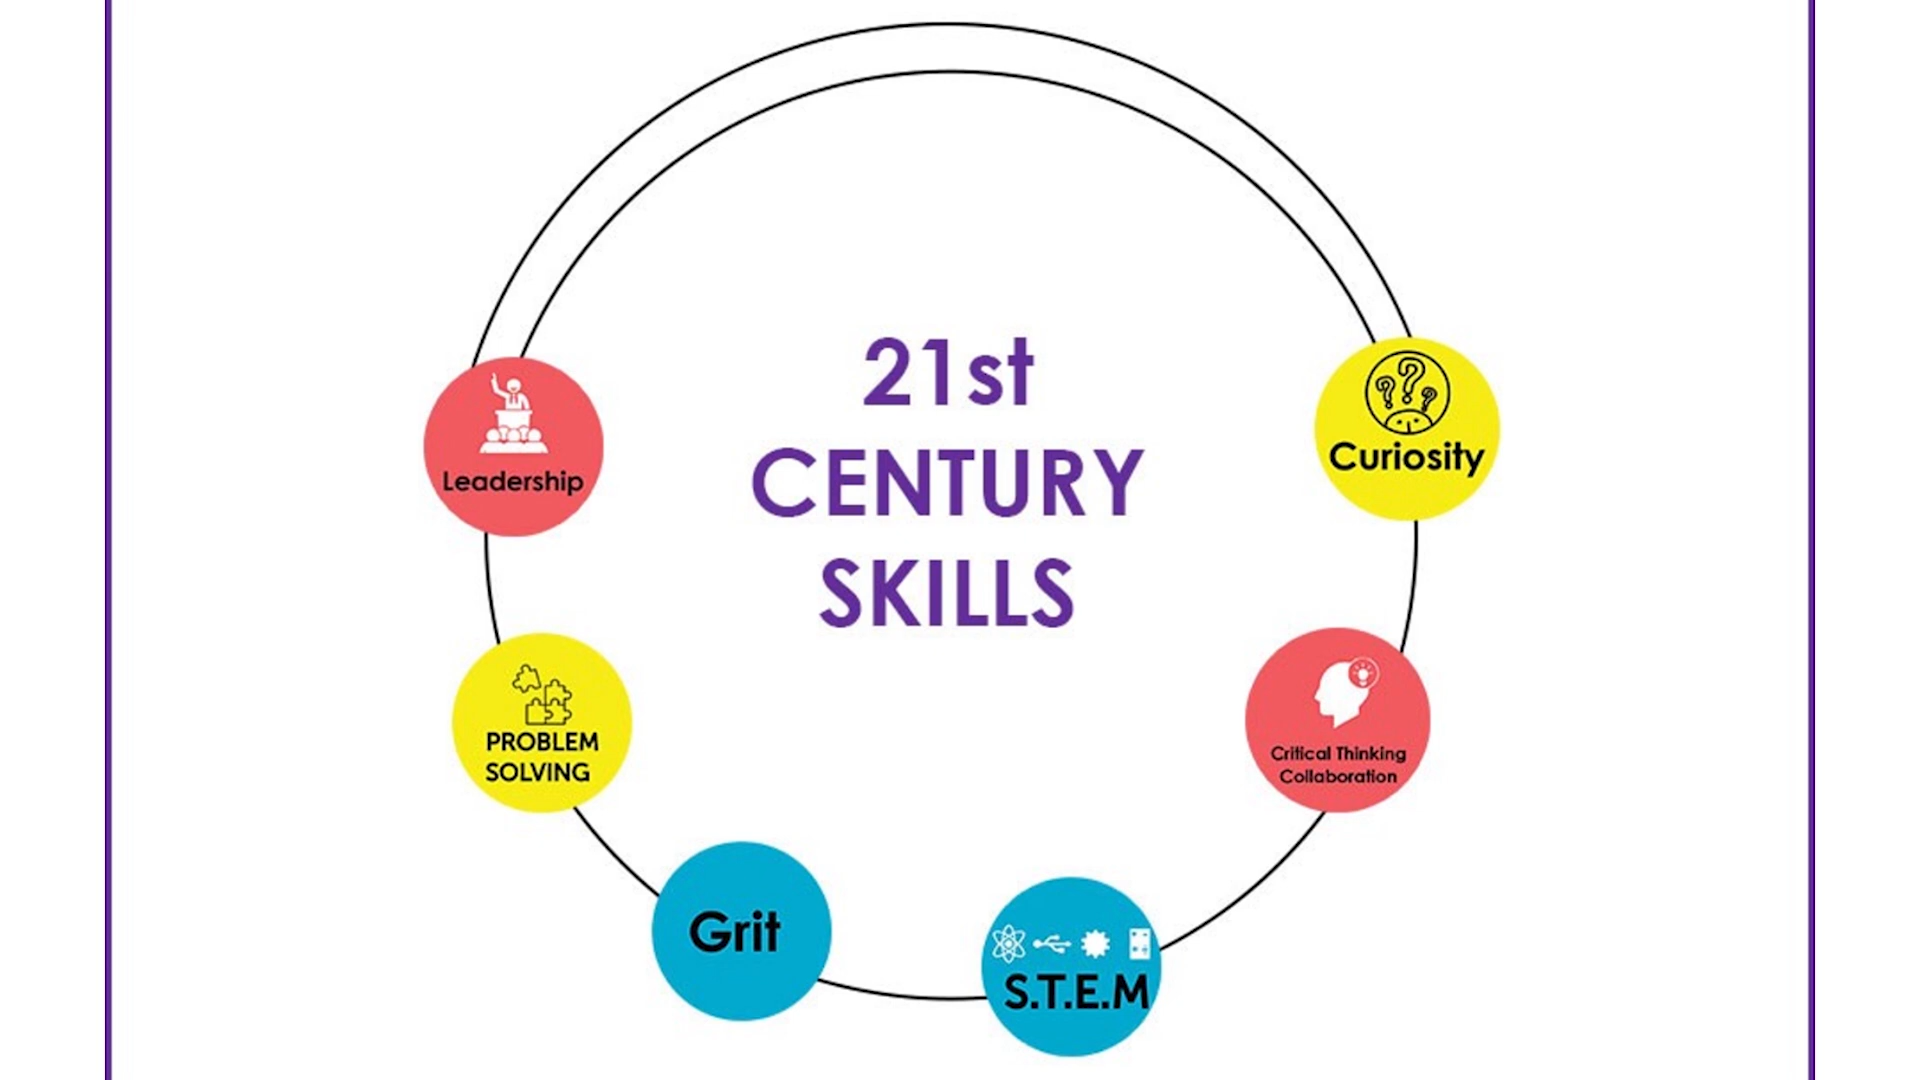 21st
CENTURY
SKILLS
Leadership
Curiosity
PROBLEM
SOLVING
Critical Thinking
Collaboration
Grit
S.T.E.M